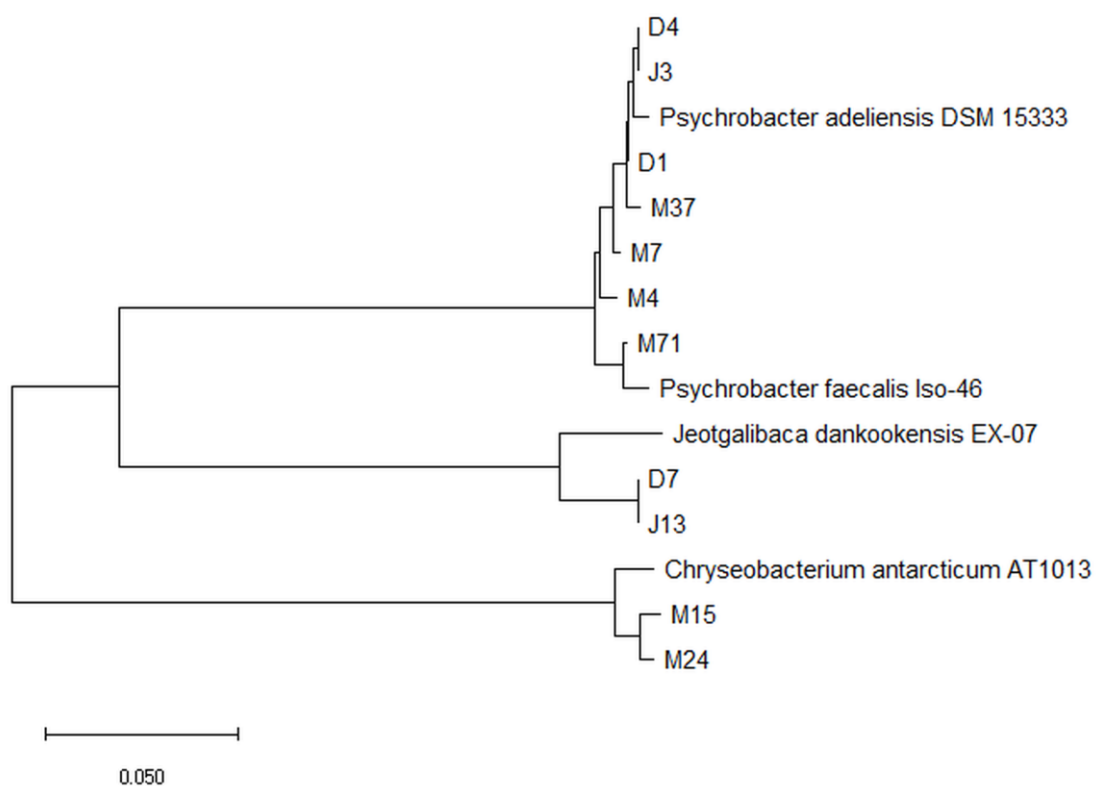 D4
J3
Psychrobacter adeliensis DSM 15333
D1
M37
M7
M4
M71
Psychrobacter faecalis Iso-46
Jeotgalibaca dankookensis EX-07
D7
J13
Chryseobacterium antarcticum AT1013
M15
M24
0.050